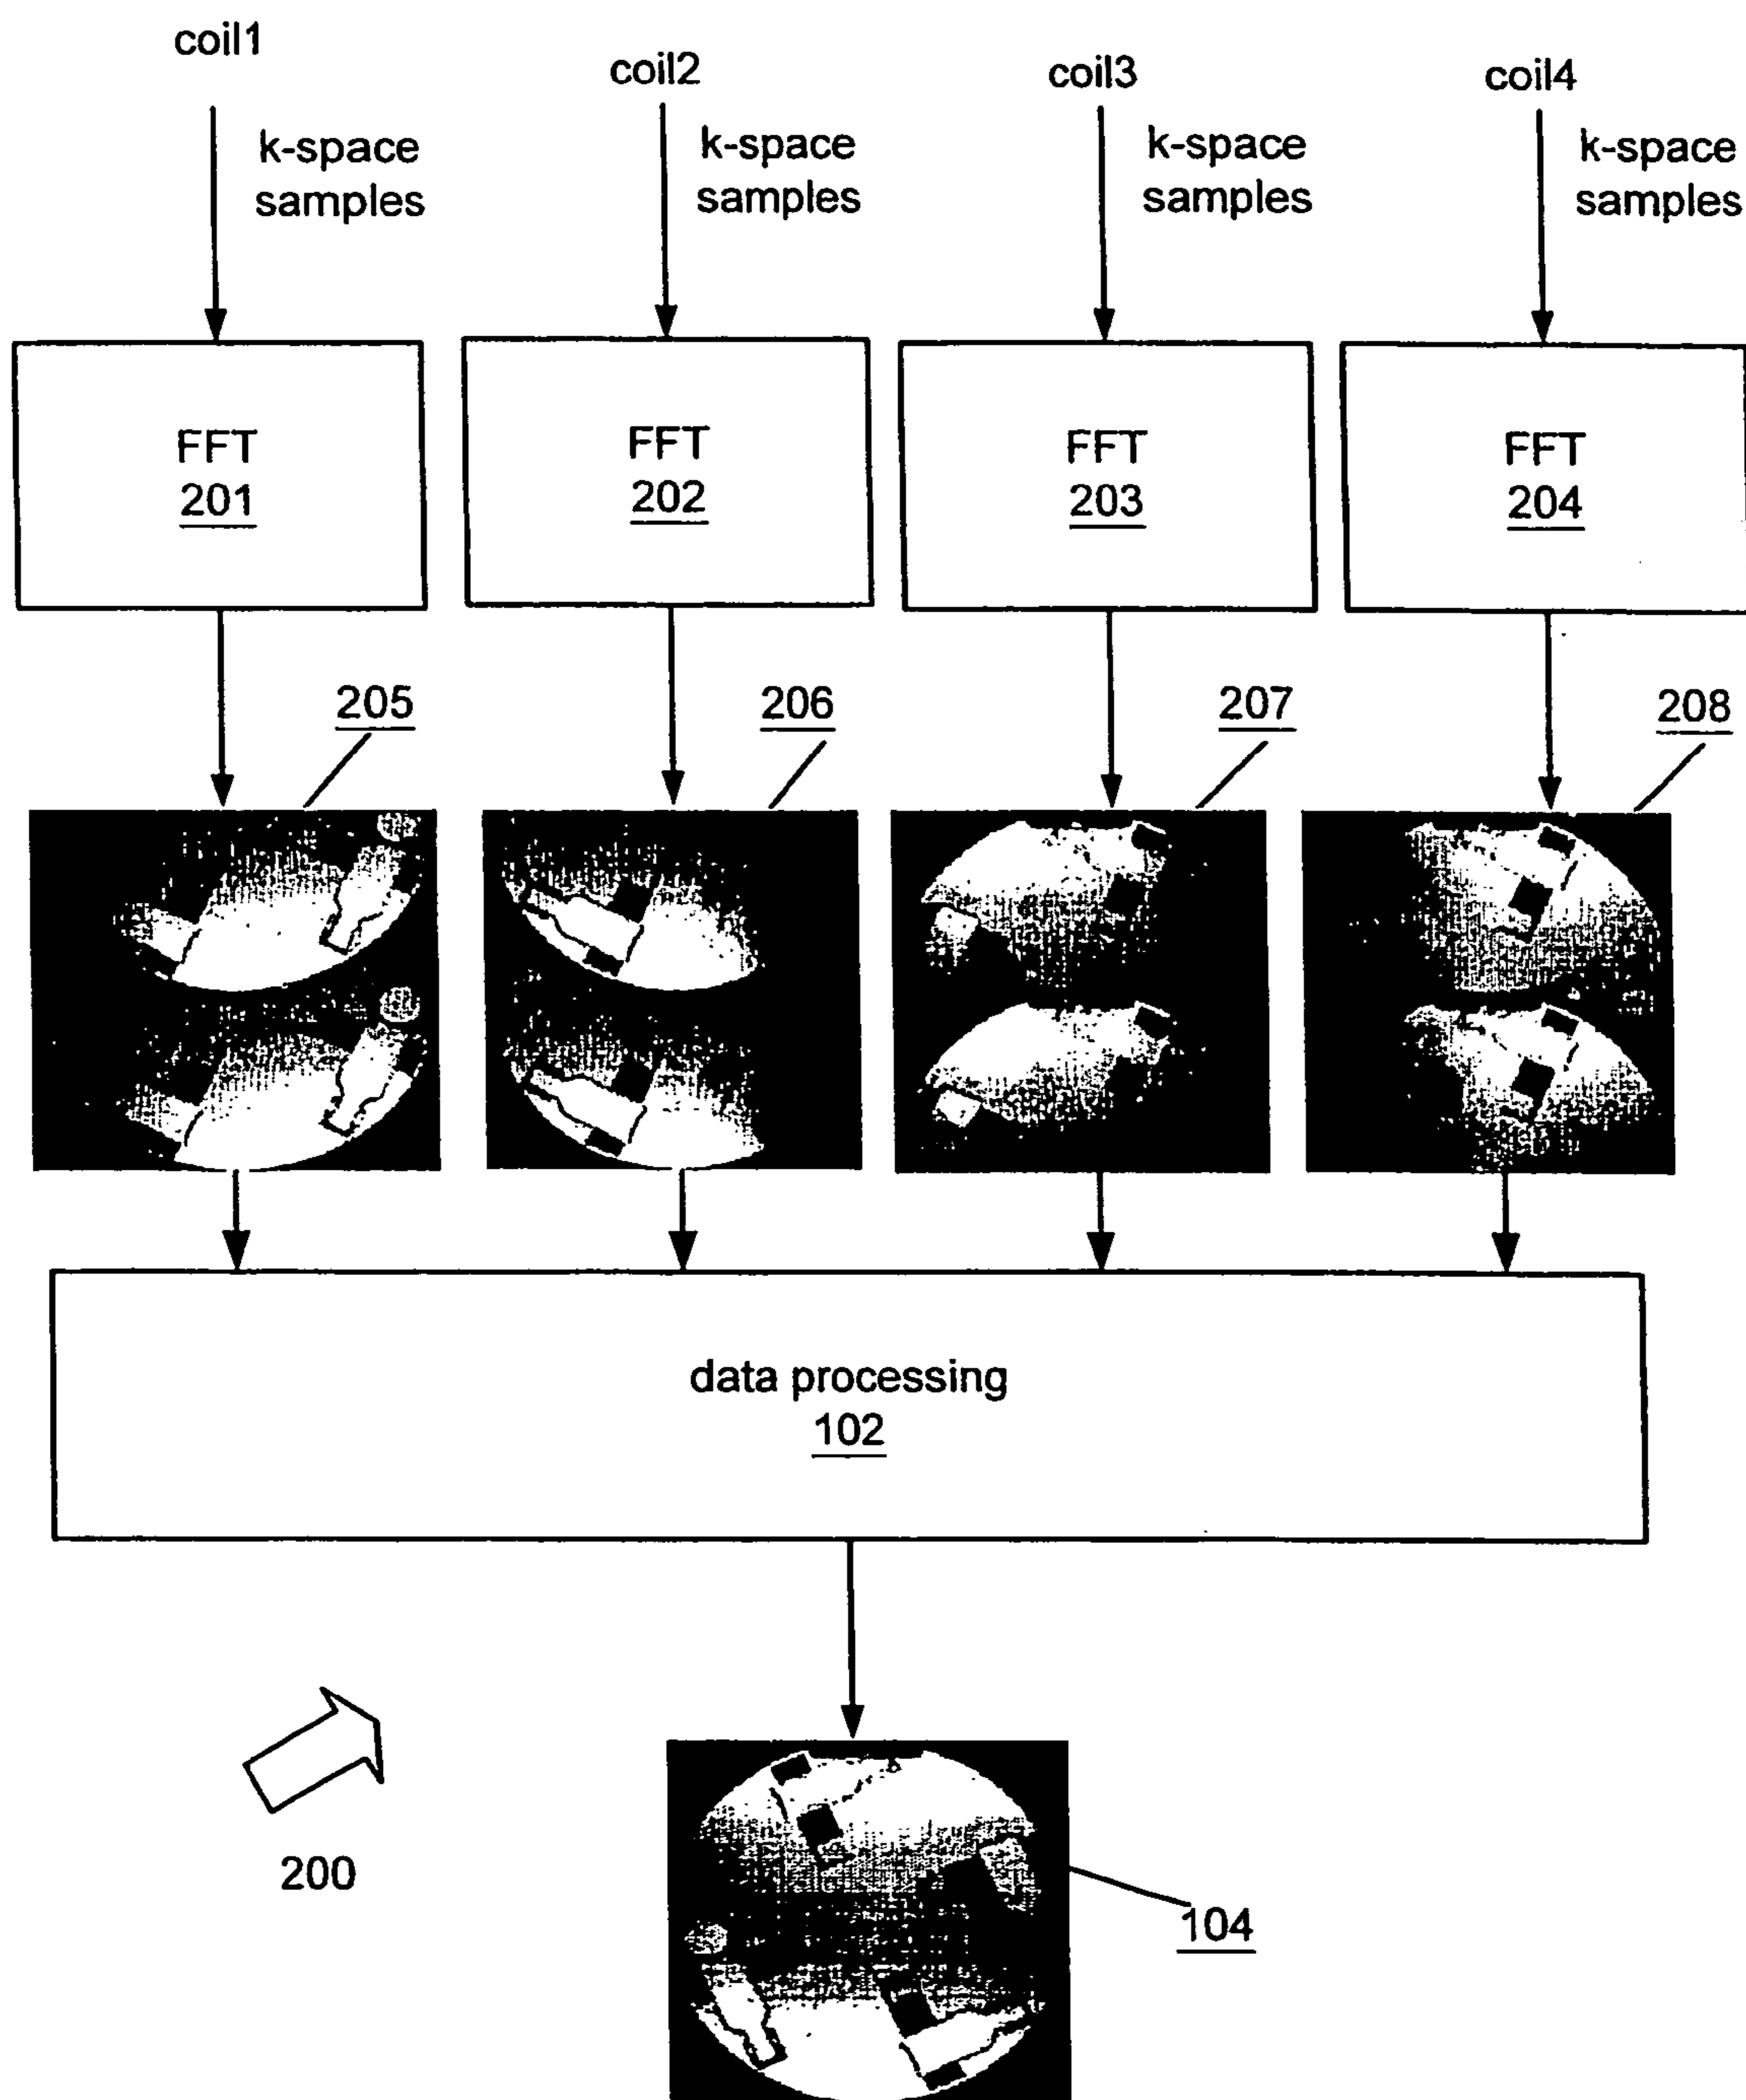 coil1
coil2
coil3
coil4
k-space
samples
k-space
samples
k-space
samples
k-space
samples
FFT
201
FFT
202
FFT
203
FFT
204
205
206
207
208
data processing
102
200
104